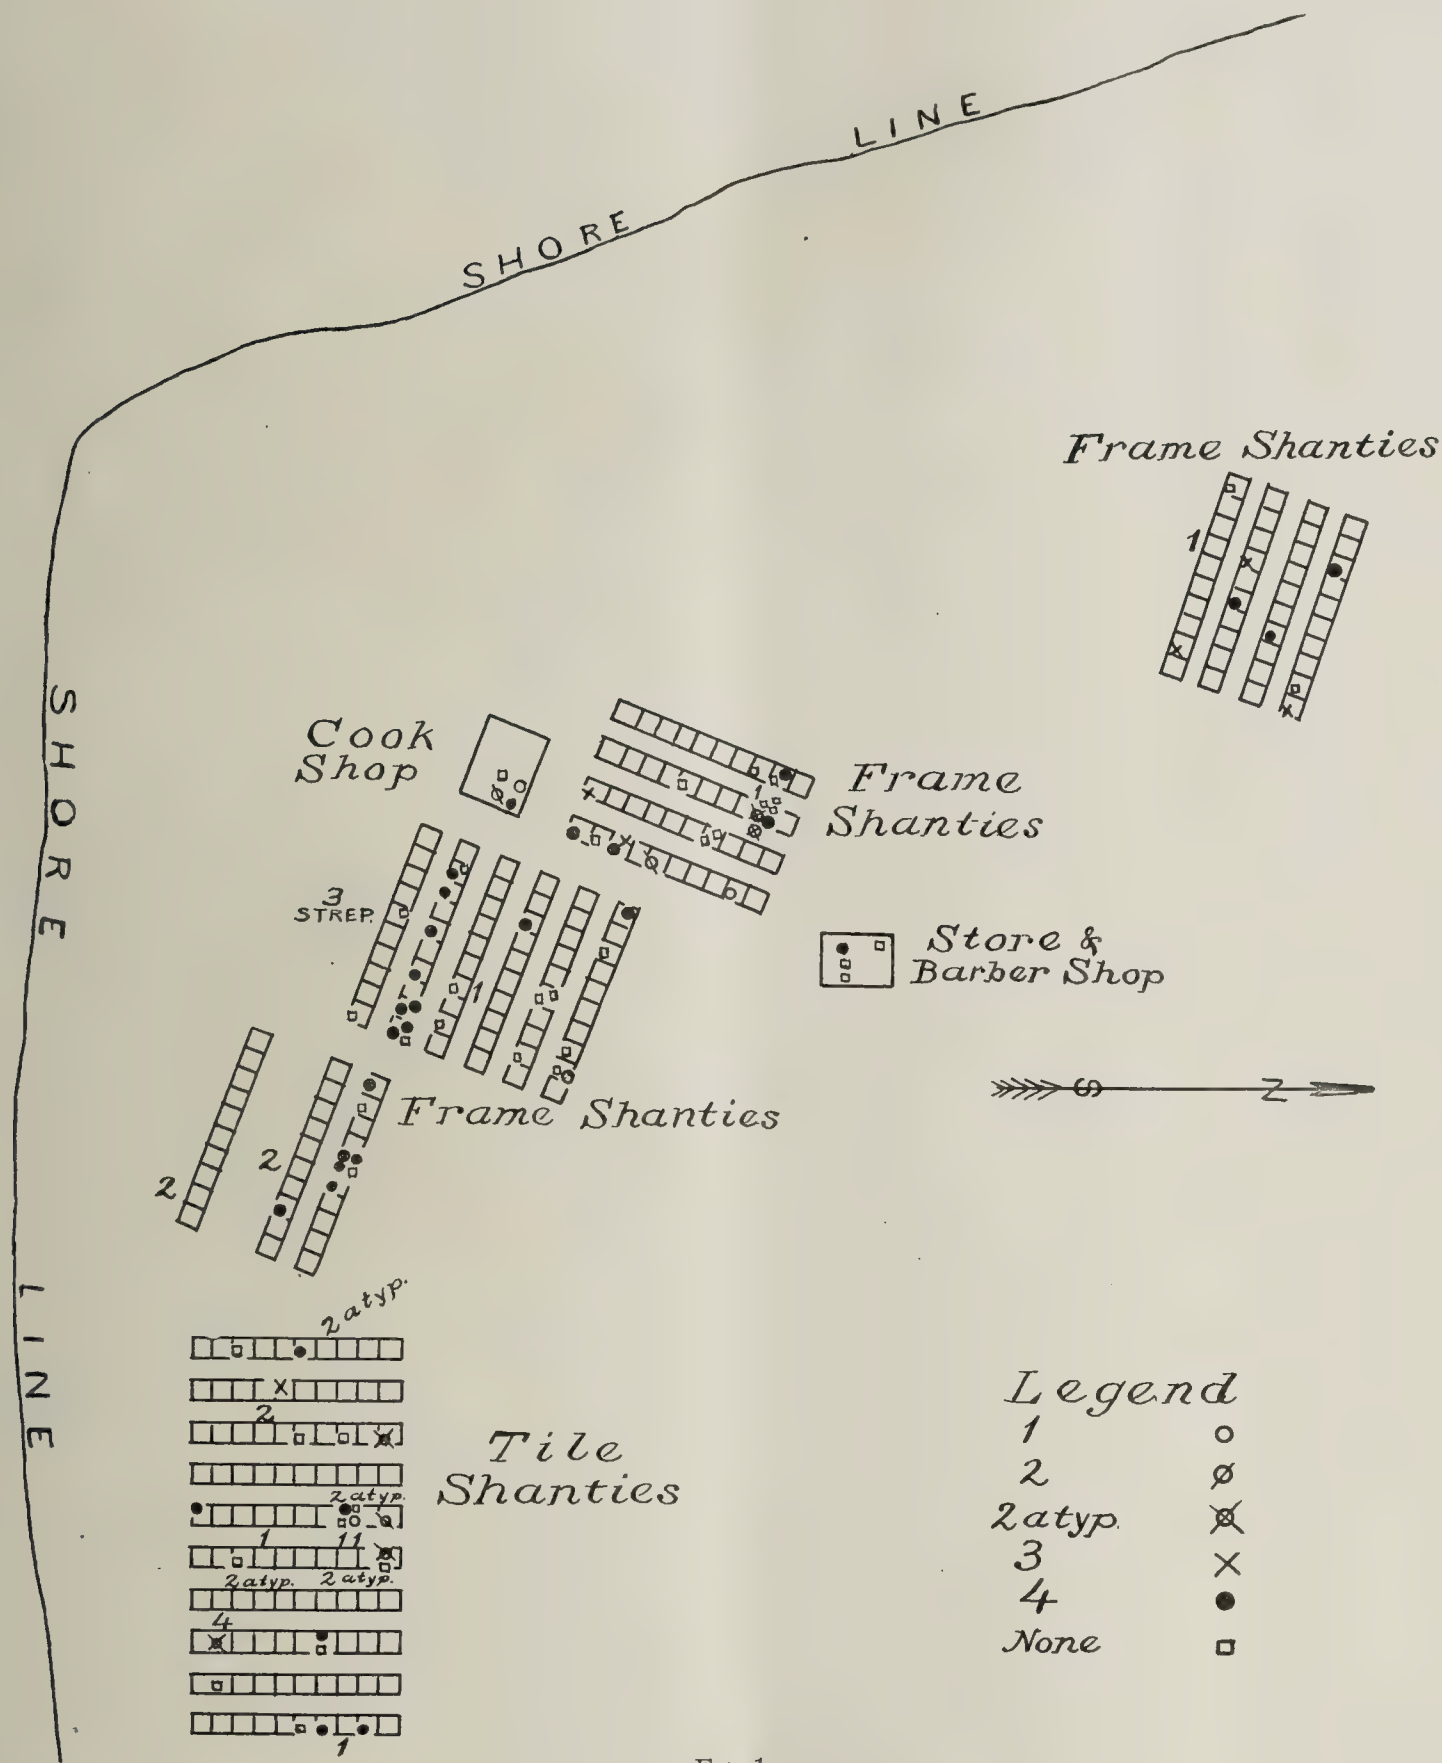 SHORE LINE
Frame Shanties
1
Cook
Shop
Frame
Shanties
1
3
STREP.
1
Store &
Barber Shop
S N
Frame Shanties
2
2
SHORE LINE
2 atyp.
2
Tile
Shanties
2 atyp.
1 11
2 atyp. 2 atyp.
4
1
Legend
1
2
2 atyp.
3
4
None